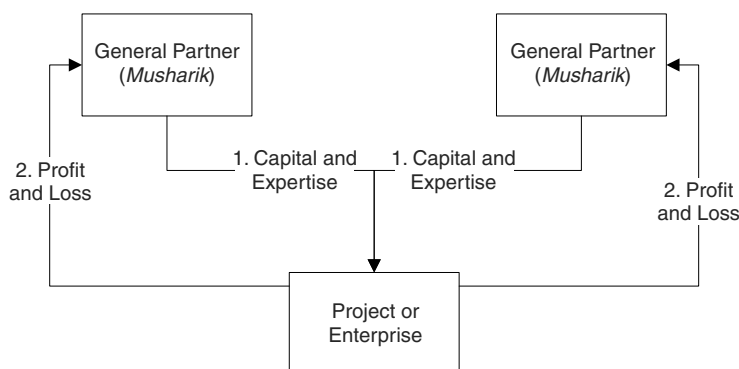 General Partner
(Musharik)
General Partner
(Musharik)
1. Capital and
Expertise
1. Capital and
Expertise
2. Profit
and Loss
2. Profit
and Loss
Project or
Enterprise